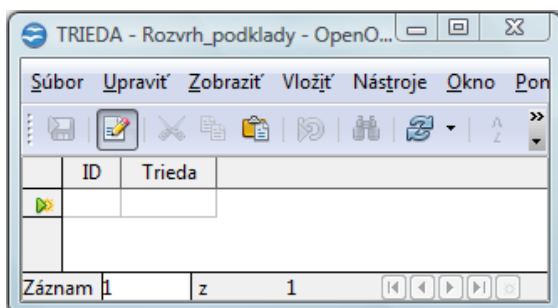 TRIEDA - Rozvrh_podklady - OpenO...
Súbor Upraviť Zobraziť Vložiť Nástroje Okno Pon
ID Trieda
Záznam 1 z 1